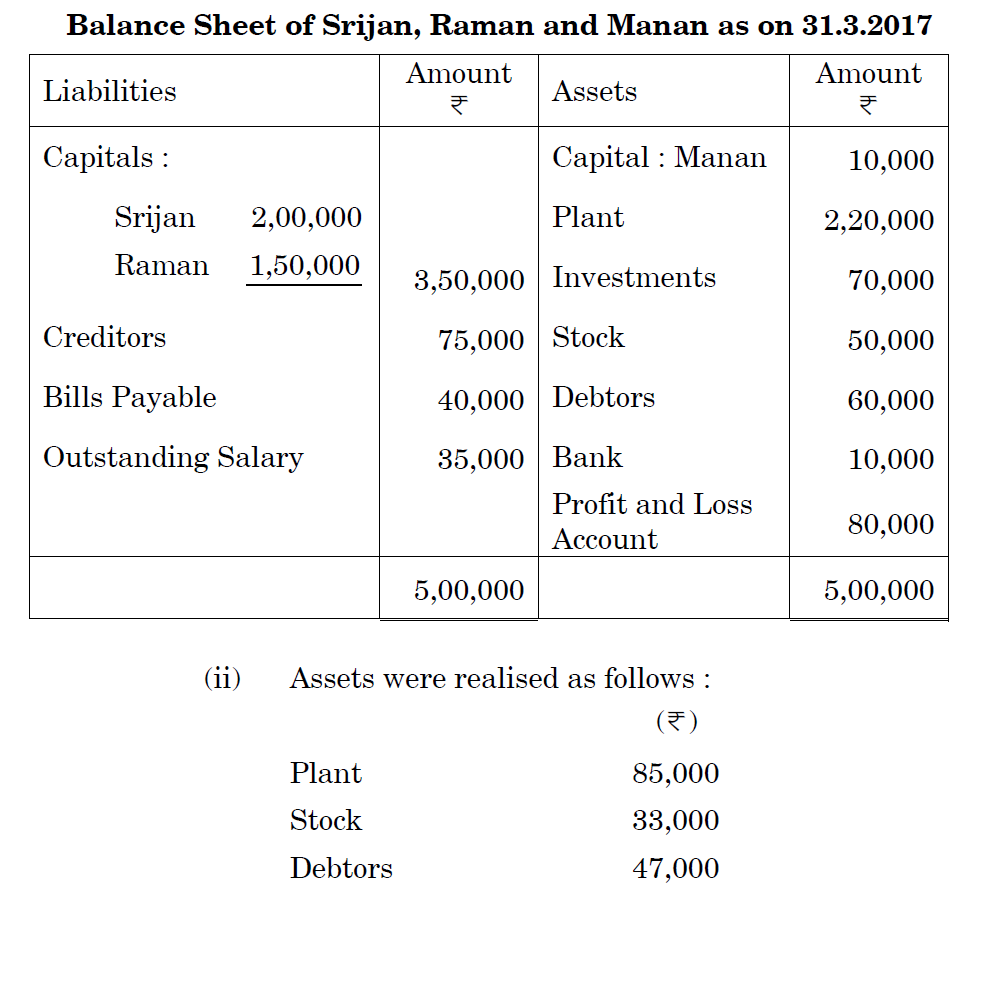 Balance Sheet of Srijan, Raman and Manan as on 31.3.2017
Liabilities Amount ₹ Assets Amount ₹
Capitals : Capital : Manan 10,000
Srijan 2,00,000 Plant 2,20,000
Raman 1,50,000 3,50,000 Investments 70,000
Creditors 75,000 Stock 50,000
Bills Payable 40,000 Debtors 60,000
Outstanding Salary 35,000 Bank 10,000
Profit and Loss
Account 80,000
5,00,000 5,00,000
(ii) Assets were realised as follows :
(₹)
Plant 85,000
Stock 33,000
Debtors 47,000